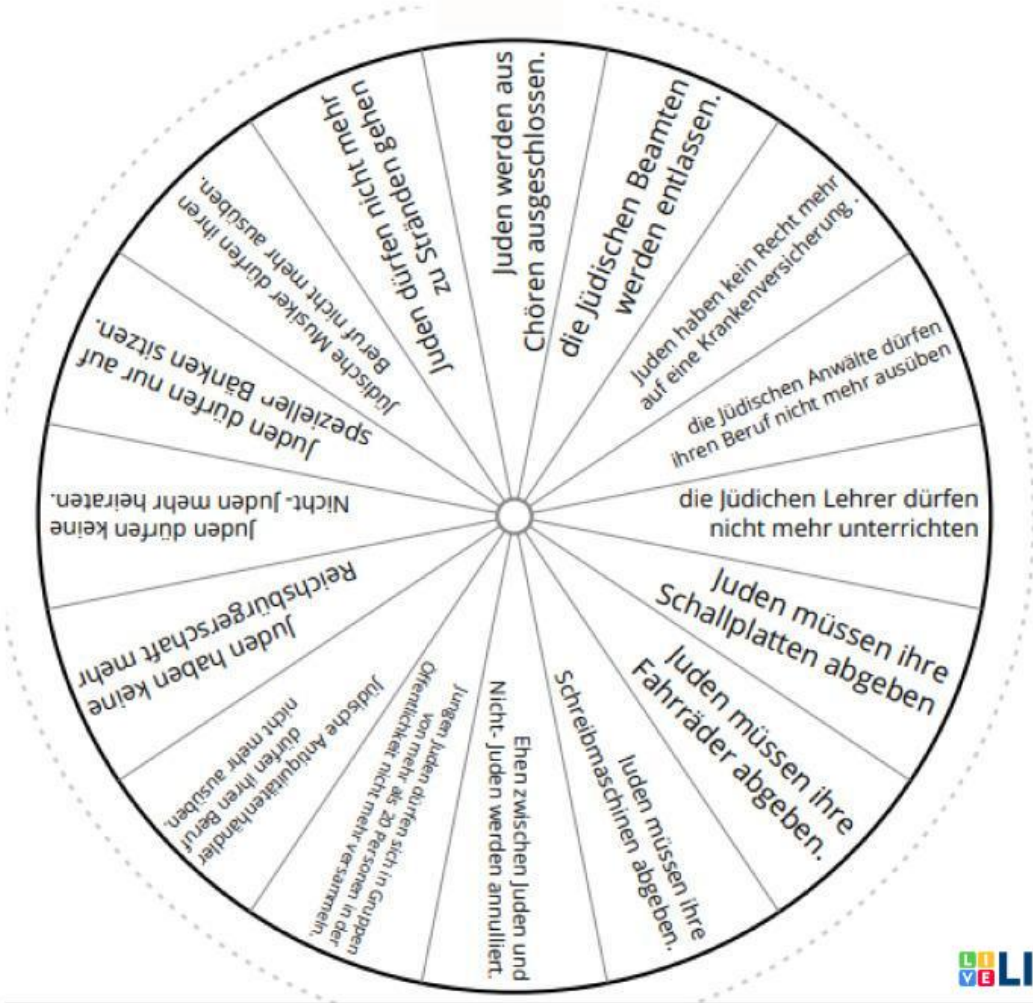 Juden werden aus
Chören ausgeschlossen.
die Jüdischen Beamten
werden entlassen.
Juden haben kein Recht mehr
auf eine Krankenversicherung .
die Jüdischen Anwälte dürfen
ihren Beruf nicht mehr ausüben
die Jüdichen Lehrer dürfen
nicht mehr unterrichten
Juden müssen ihre
Schallplatten abgeben
Juden müssen ihre
Fahrräder abgeben.
Juden müssen ihre
Schreibmaschinen abgeben.
Ehen zwischen Juden und
Nicht- Juden werden annulliert.
Jungen Juden dürfen sich in Gruppen
von mehr als 20 Personen in der
Öffentlichkeit nicht mehr versammeln.
Jüdische Antiquitätenhändler
dürfen ihren Beruf
nicht mehr ausüben.
Juden haben keine
Reichsbürgerschaft mehr
Juden dürfen keine
Nicht- Juden mehr heiraten.
Juden dürfen nur auf
spezieller Bänken sitzen.
Jüdische Musiker dürfen ihren
Beruf nicht mehr ausüben.
Juden dürfen nicht mehr
zu Stränden gehen
LIVE LI